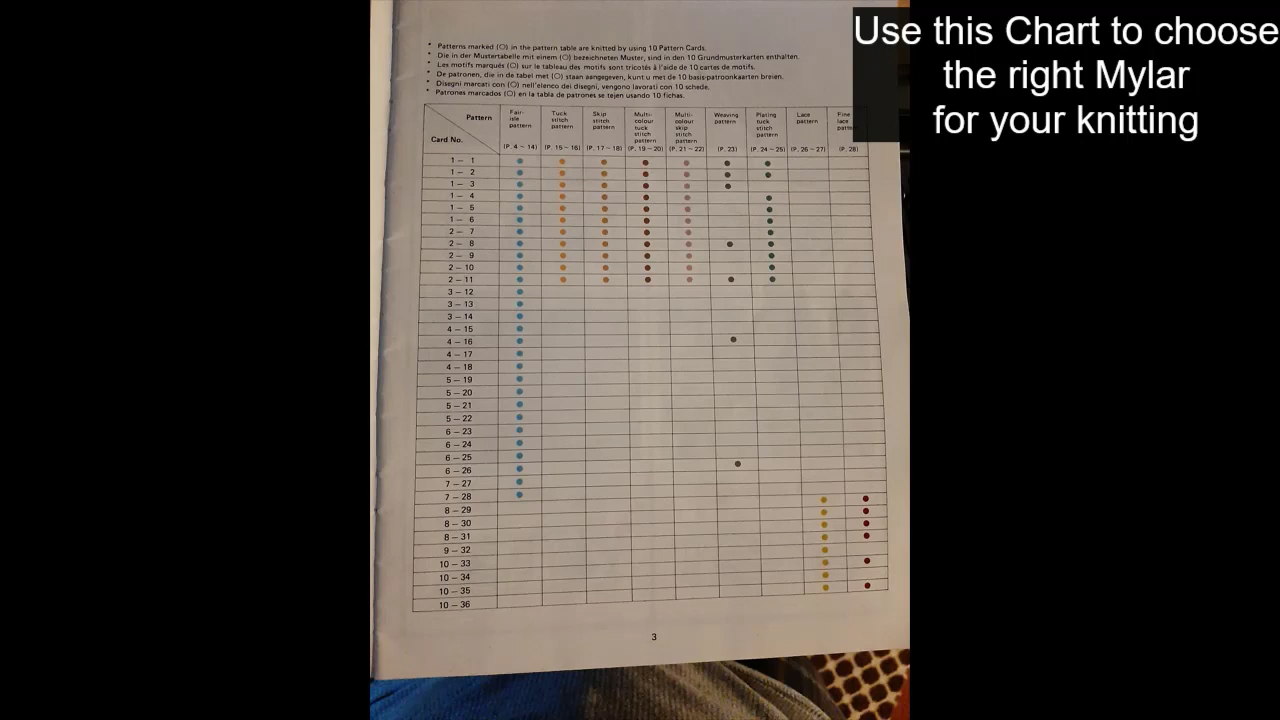 Use this Chart to choose
the right Mylar
for your knitting
* Patterns marked (O) in the pattern table are knitted by using 10 Pattern Cards.
* Die in der Mustertabelle mit einem (O) bezeichneten Muster, sind in den 10 Grundmusterkarten enthalten.
* Les motifs marqués (O) sur le tableau des motifs sont tricotés à l'aide de 10 cartes de motifs.
* De patronen, die in de tabel met (O) staan aangegeven, kunt u met de 10 basis-patroonkaarten breien.
* Disegni marcati con (O) nell'elenco dei disegni, vengono lavorati con 10 schede.
* Patrones marcados (O) en la tabla de patrones se tejen usando 10 fichas.
Pattern
Card No.
Fair-
isle
pattern
(P. 4 ~ 14)
Tuck
stitch
pattern
(P. 15 ~ 16)
Skip
stitch
pattern
(P. 17 ~ 18)
Multi-
colour
tuck
stitch
pattern
(P. 19 ~ 20)
Multi-
colour
skip
stitch
pattern
(P. 21 ~ 22)
Weaving
pattern
(P. 23)
Plating
tuck
stitch
pattern
(P. 24 ~ 25)
Lace
pattern
(P. 26 ~ 27)
Fine
lace
pattern
(P. 28)
1 — 1
1 — 2
1 — 3
1 — 4
1 — 5
1 — 6
2 — 7
2 — 8
2 — 9
2 — 10
2 — 11
3 — 12
3 — 13
3 — 14
4 — 15
4 — 16
4 — 17
4 — 18
5 — 19
5 — 20
5 — 21
5 — 22
6 — 23
6 — 24
6 — 25
6 — 26
7 — 27
7 — 28
8 — 29
8 — 30
8 — 31
9 — 32
10 — 33
10 — 34
10 — 35
10 — 36
3